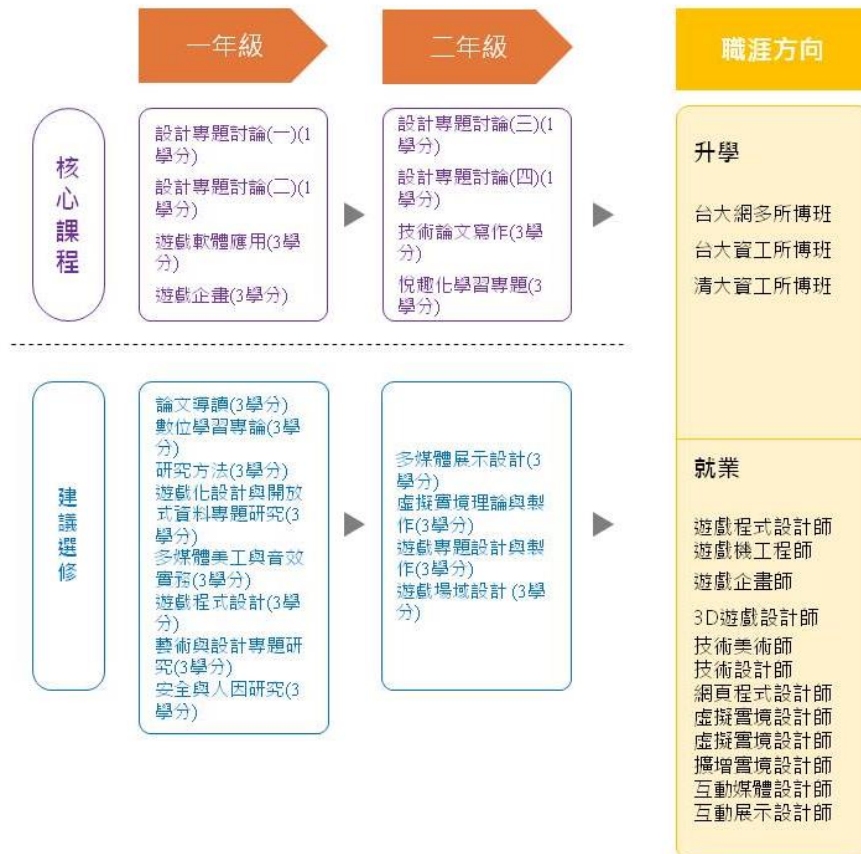 一年級
二年級
職涯方向
核
心
課
程
設計專題討論(一)(1
學分)
設計專題討論(二)(1
學分)
遊戲軟體應用(3學
分)
遊戲企畫(3學分)
設計專題討論(三)(1
學分)
設計專題討論(四)(1
學分)
技術論文寫作(3學
分)
悅趣化學習專題(3
學分)
升學
台大網多所博班
台大資工所博班
清大資工所博班
建
議
選
修
論文導讀(3學分)
數位學習專論(3學
分)
研究方法(3學分)
遊戲化設計與開放
式資料專題研究(3
學分)
多媒體美工與音效
實務(3學分)
遊戲程式設計(3學
分)
藝術與設計專題研
究(3學分)
安全與人因研究(3
學分)
多媒體展示設計(3
學分)
虛擬實境理論與製
作(3學分)
遊戲專題設計與製
作(3學分)
遊戲場域設計 (3學
分)
就業
遊戲程式設計師
遊戲機工程師
遊戲企畫師
3D遊戲設計師
技術美術師
技術設計師
網頁程式設計師
虛擬實境設計師
虛擬實境設計師
擴增實境設計師
互動媒體設計師
互動展示設計師